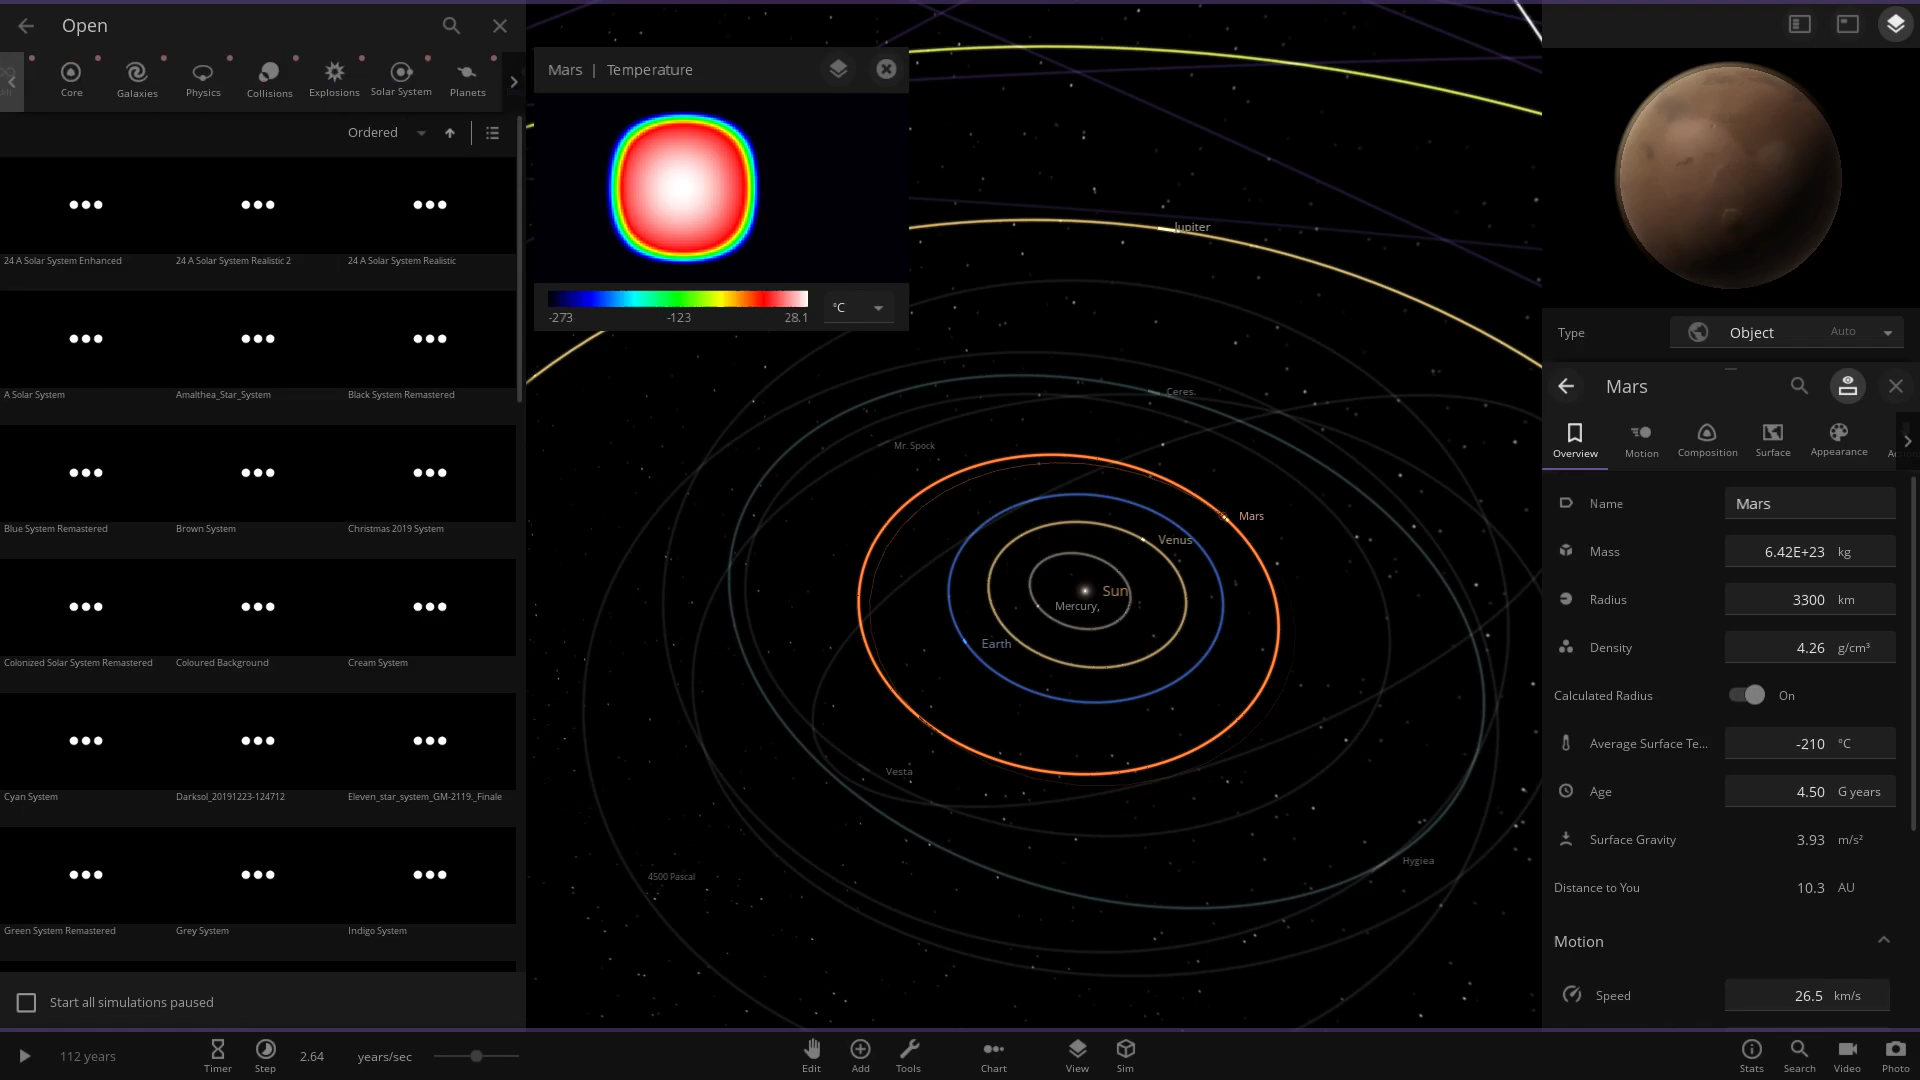 Open
Core
Galaxies
Physics
Collisions
Explosions
Solar System
Planets
Ordered
24 A Solar System Enhanced
24 A Solar System Realistic 2
24 A Solar System Realistic
A Solar System
Amalthea_Star_System
Black System Remastered
Blue System Remastered
Brown System
Christmas 2019 System
Colonized Solar System Remastered
Coloured Background
Cream System
Cyan System
Darksol_20191223-124712
Eleven_star_system_GM-2119._Finale
Green System Remastered
Grey System
Indigo System
Start all simulations paused
Mars | Temperature
-273
-123
28.1
°C
Jupiter
Ceres.
Mr. Spock
Mars
Venus
Sun
Mercury,
Earth
Vesta
Hygiea
4500 Pascal
Type
Object
Auto
Mars
Overview
Motion
Composition
Surface
Appearance
Name Mars
Mass 6.42E+23 kg
Radius 3300 km
Density 4.26 g/cm³
Calculated Radius On
Average Surface Te... -210 °C
Age 4.50 G years
Surface Gravity 3.93 m/s²
Distance to You 10.3 AU
Motion
Speed 26.5 km/s
112 years
Timer
Step
2.64 years/sec
Edit
Add
Tools
Chart
View
Sim
Stats
Search
Video
Photo